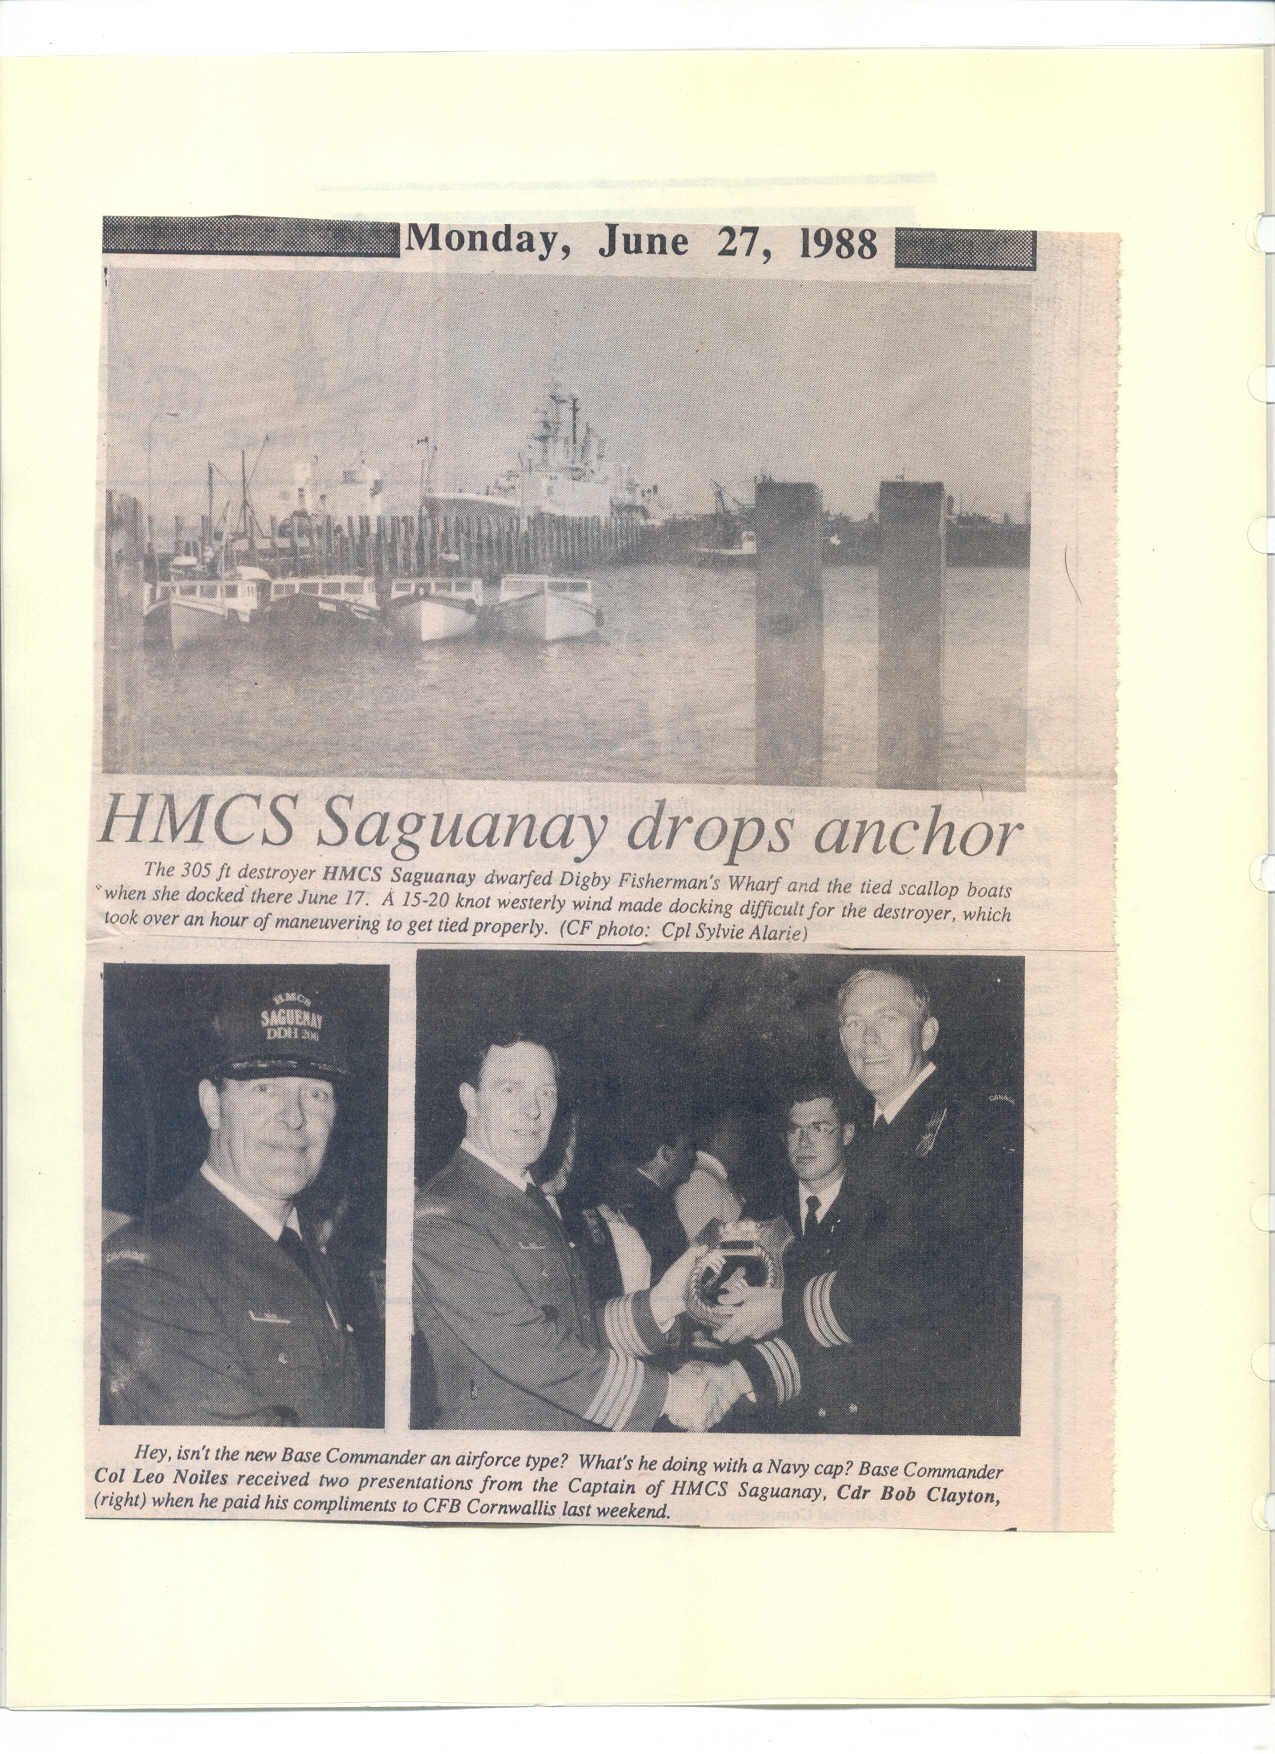 Monday, June 27, 1988
HMCS Saguanay drops anchor
The 305 ft destroyer HMCS Saguanay dwarfed Digby Fisherman's Wharf and the tied scallop boats
when she docked there June 17. A 15-20 knot westerly wind made docking difficult for the destroyer, which
took over an hour of maneuvering to get tied properly. (CF photo: Cpl Sylvie Alarie)
HMCS
SAGUENAY
DDH 206
CANADA
CANADA
Hey, isn't the new Base Commander an airforce type? What's he doing with a Navy cap? Base Commander
Col Leo Noiles received two presentations from the Captain of HMCS Saguanay, Cdr Bob Clayton,
(right) when he paid his compliments to CFB Cornwallis last weekend.